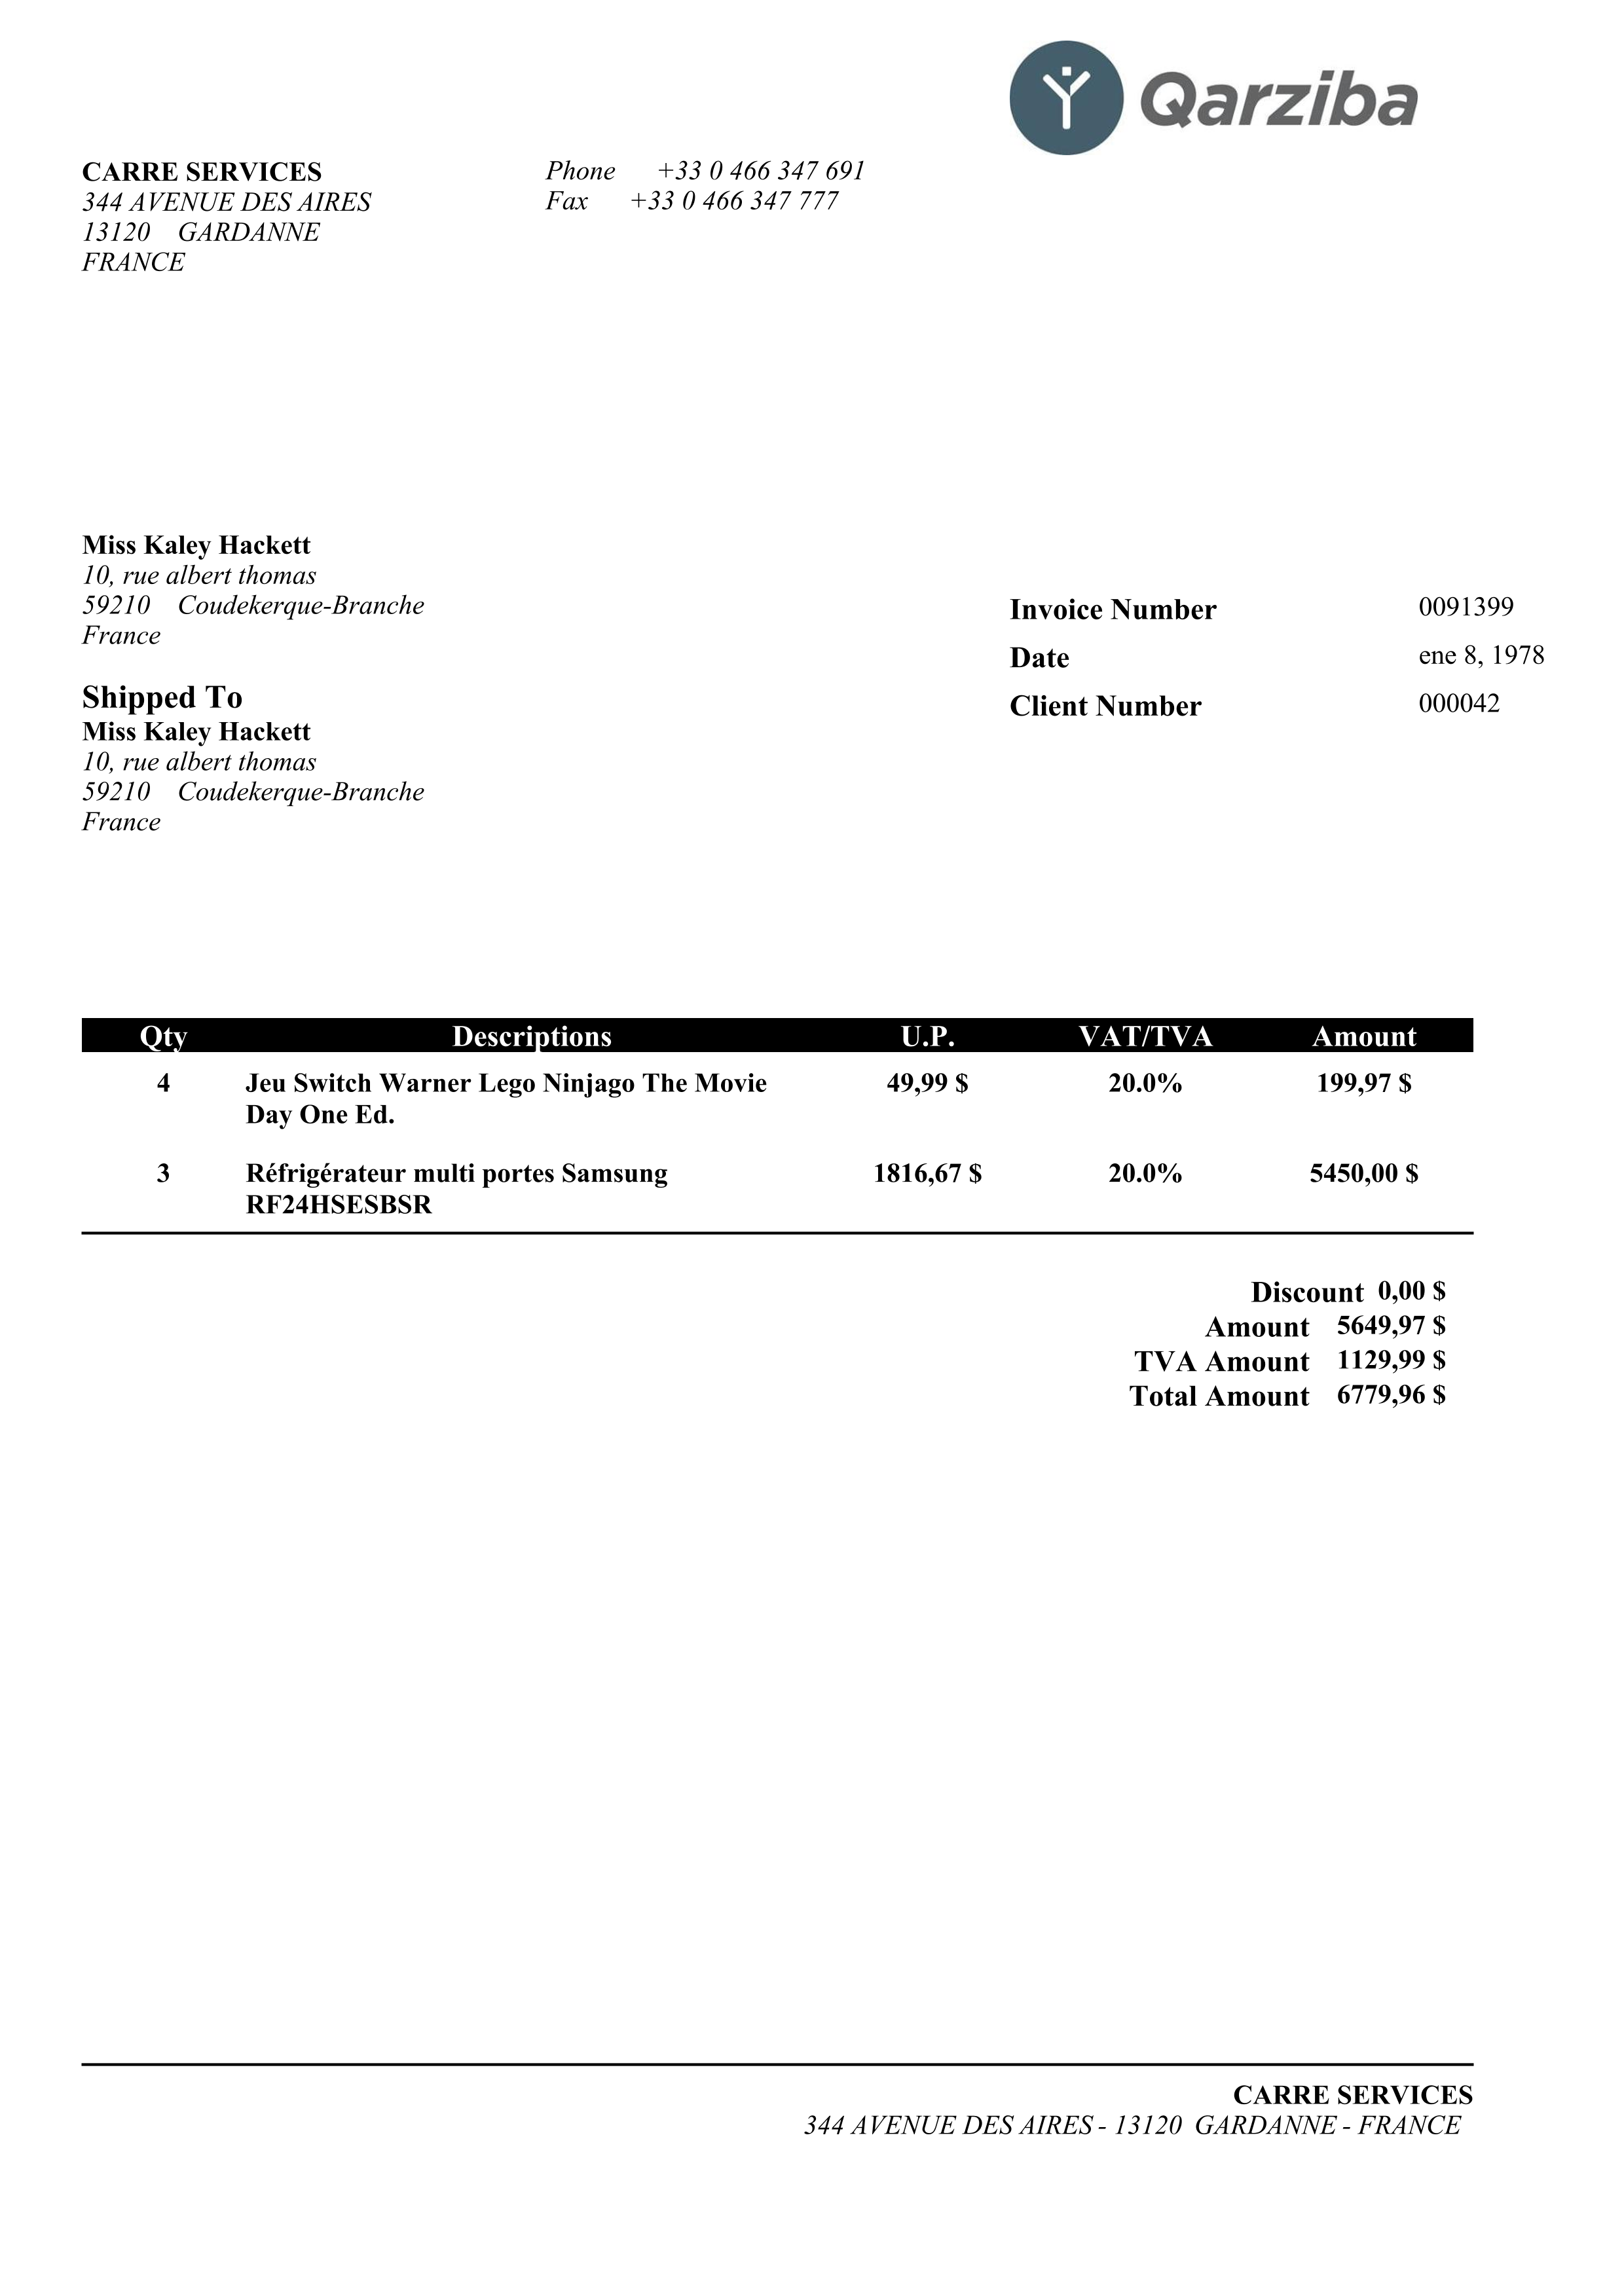 Qarziba
CARRE SERVICES
344 AVENUE DES AIRES
13120 GARDANNE
FRANCE
Phone +33 0 466 347 691
Fax +33 0 466 347 777
Miss Kaley Hackett
10, rue albert thomas
59210 Coudekerque-Branche
France
Invoice Number 0091399
Date ene 8, 1978
Client Number 000042
Shipped To
Miss Kaley Hackett
10, rue albert thomas
59210 Coudekerque-Branche
France
Qty Descriptions U.P. VAT/TVA Amount
4 Jeu Switch Warner Lego Ninjago The Movie 49,99 $ 20.0% 199,97 $
Day One Ed.
3 Réfrigérateur multi portes Samsung 1816,67 $ 20.0% 5450,00 $
RF24HSESBSR
Discount 0,00 $
Amount 5649,97 $
TVA Amount 1129,99 $
Total Amount 6779,96 $
CARRE SERVICES
344 AVENUE DES AIRES - 13120 GARDANNE - FRANCE